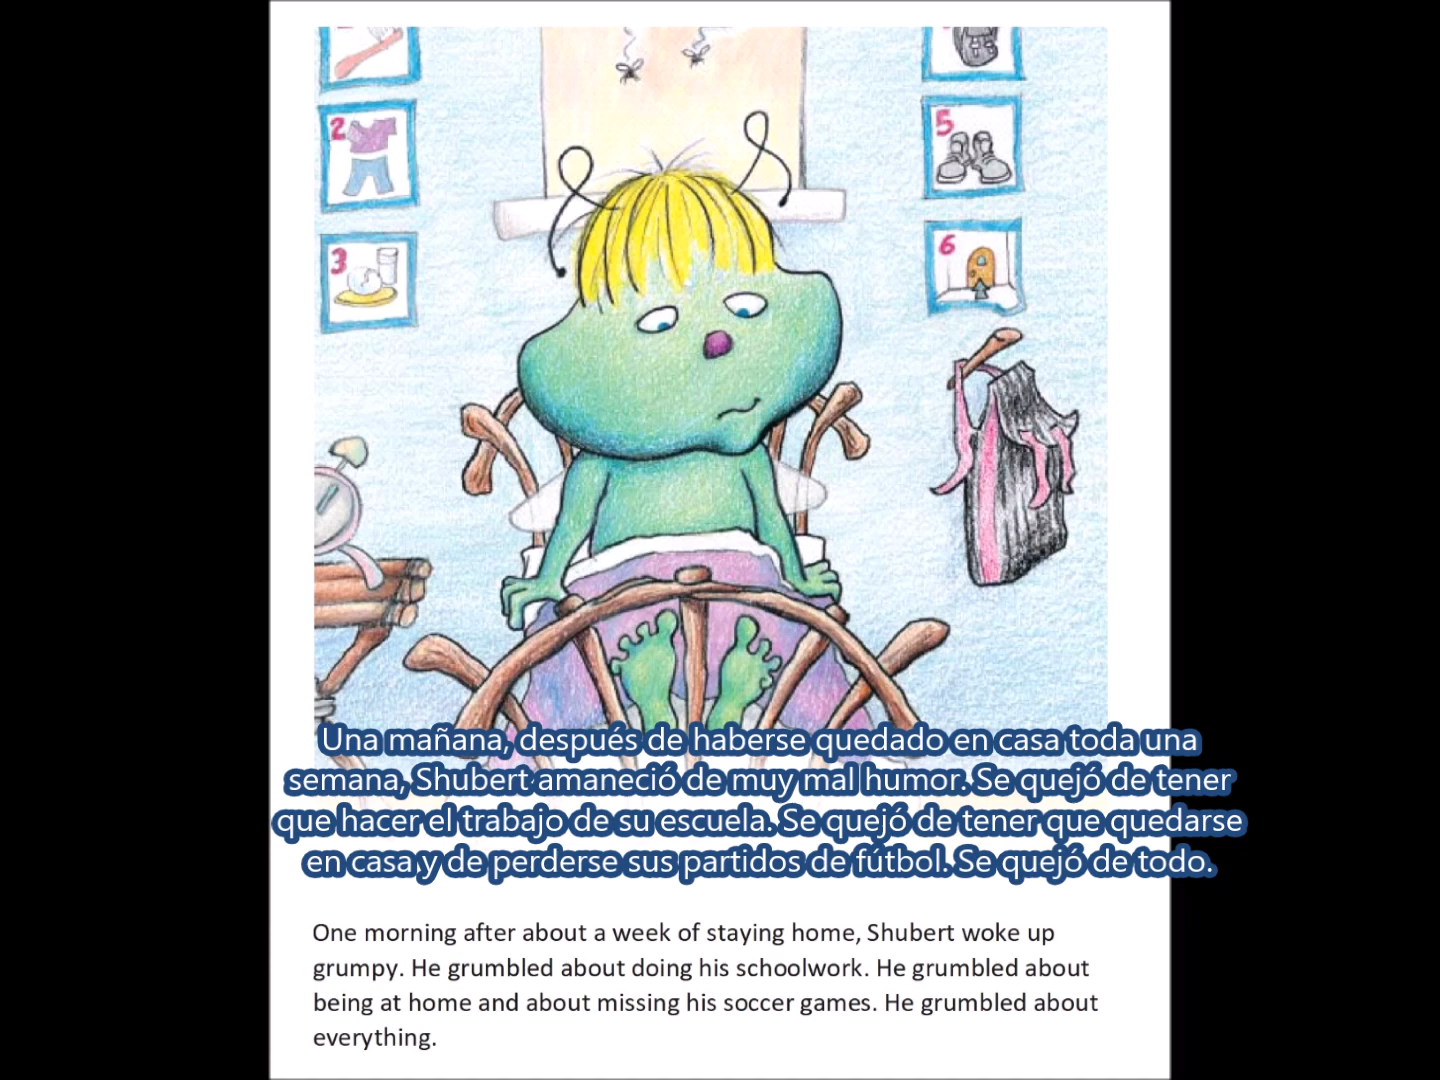 2
3
5
6
Una mañana, después de haberse quedado en casa toda una
semana, Shubert amaneció de muy mal humor. Se quejó de tener
que hacer el trabajo de su escuela. Se quejó de tener que quedarse
en casa y de perderse sus partidos de fútbol. Se quejó de todo.
One morning after about a week of staying home, Shubert woke up
grumpy. He grumbled about doing his schoolwork. He grumbled about
being at home and about missing his soccer games. He grumbled about
everything.